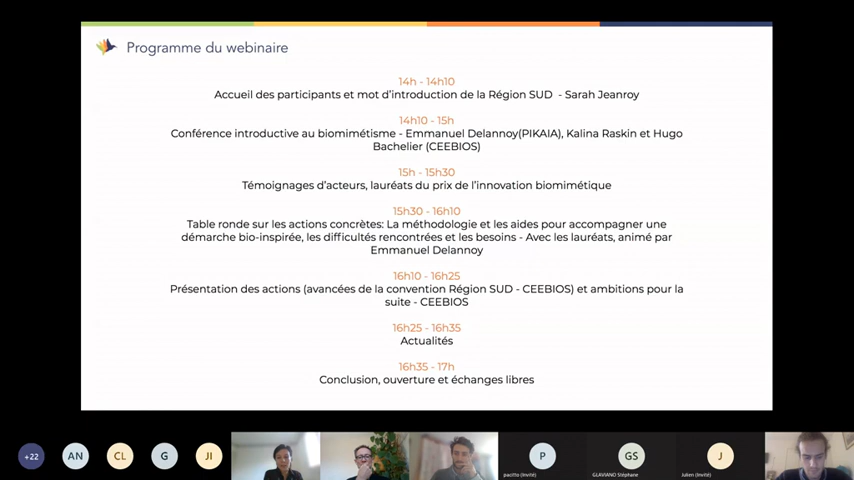 Programme du webinaire
14h - 14h10
Accueil des participants et mot d'introduction de la Région SUD - Sarah Jeanroy
14h10 - 15h
Conférence introductive au biomimétisme - Emmanuel Delannoy(PIKAIA), Kalina Raskin et Hugo
Bachelier (CEEBIOS)
15h - 15h30
Témoignages d'acteurs, lauréats du prix de l'innovation biomimétique
15h30 - 16h10
Table ronde sur les actions concrètes: La méthodologie et les aides pour accompagner une
démarche bio-inspirée, les difficultés rencontrées et les besoins - Avec les lauréats, animé par
Emmanuel Delannoy
16h10 - 16h25
Présentation des actions (avancées de la convention Région SUD - CEEBIOS) et ambitions pour la
suite - CEEBIOS
16h25 - 16h35
Actualités
16h35 - 17h
Conclusion, ouverture et échanges libres
+22
AN
CL
G
JI
P
GS
J
pacitto (Invité)
GLAVIANO Stéphane
Julien (Invité)